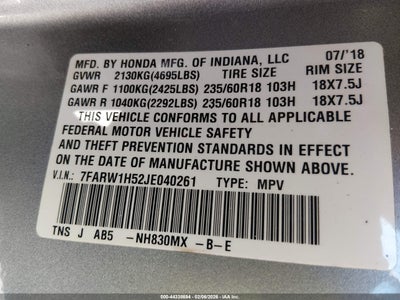 MFD. BY HONDA MFG. OF INDIANA, LLC 07/'18
GVWR 2130KG(4695LBS) TIRE SIZE RIM SIZE
GAWR F 1100KG(2425LBS) 235/60R18 103H 18X7.5J
GAWR R 1040KG(2292LBS) 235/60R18 103H 18X7.5J
THIS VEHICLE CONFORMS TO ALL APPLICABLE
FEDERAL MOTOR VEHICLE SAFETY
AND THEFT PREVENTION STANDARDS IN EFFECT
ON THE DATE OF MANUFACTURE SHOWN ABOVE.
V.I.N.: 7FARW1H52JE040261 TYPE: MPV
TNS J AB5 -NH830MX -B-E